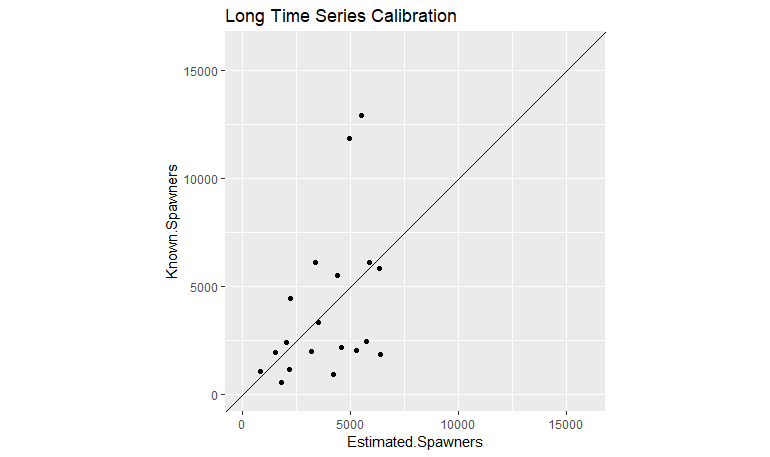 Long Time Series Calibration
15000
10000
5000
0
Known.Spawners
0 5000 10000 15000
Estimated.Spawners